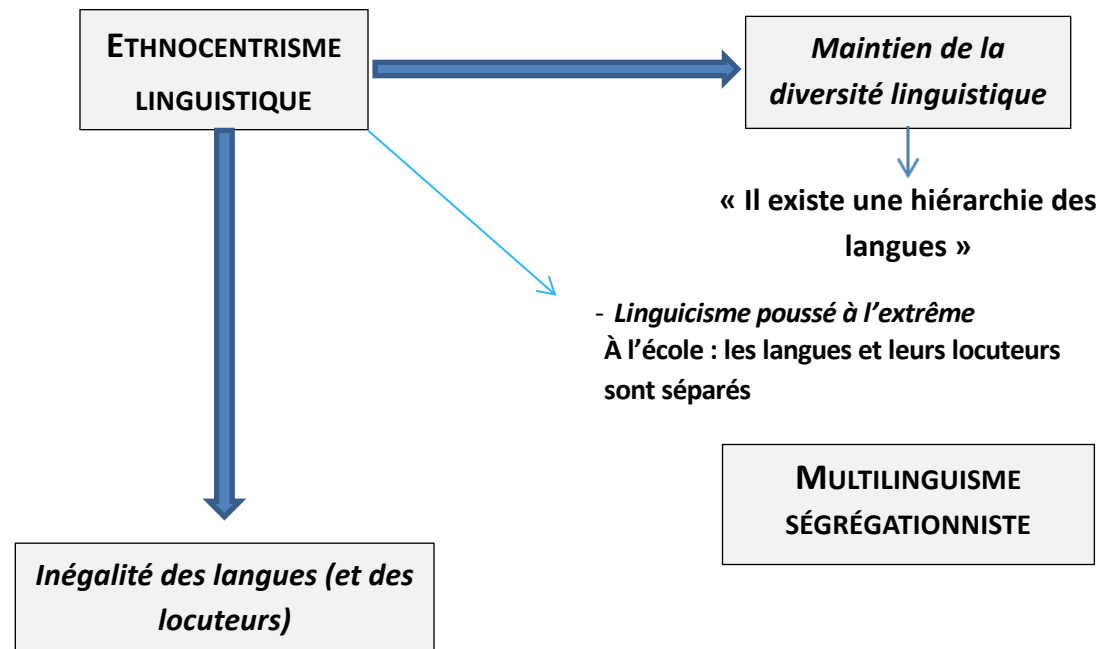 ETHNOCENTRISME
LINGUISTIQUE
Maintien de la
diversité linguistique
« Il existe une hiérarchie des
langues »
- Linguicisme poussé à l’extrême
À l’école : les langues et leurs locuteurs
sont séparés
MULTILINGUISME
SÉGRÉGATIONNISTE
Inégalité des langues (et des
locuteurs)